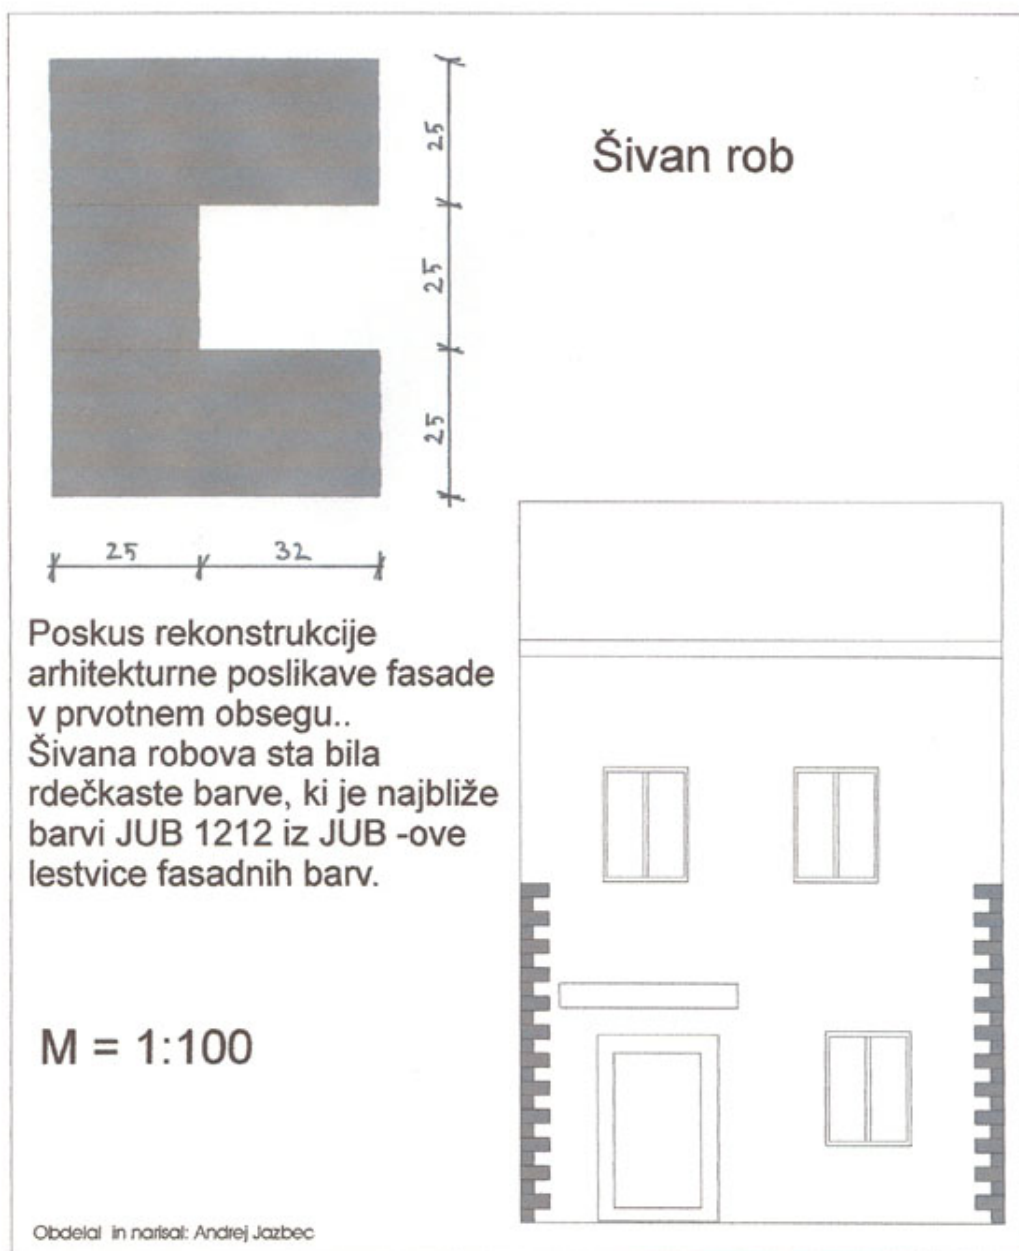 Šivan rob
25
25
25
25 32
Poskus rekonstrukcije
arhitekturne poslikave fasade
v prvotnem obsegu..
Šivana robova sta bila
rdečkaste barve, ki je najbliže
barvi JUB 1212 iz JUB -ove
lestvice fasadnih barv.
M = 1:100
Obdelal in narisal: Andrej Jazbec